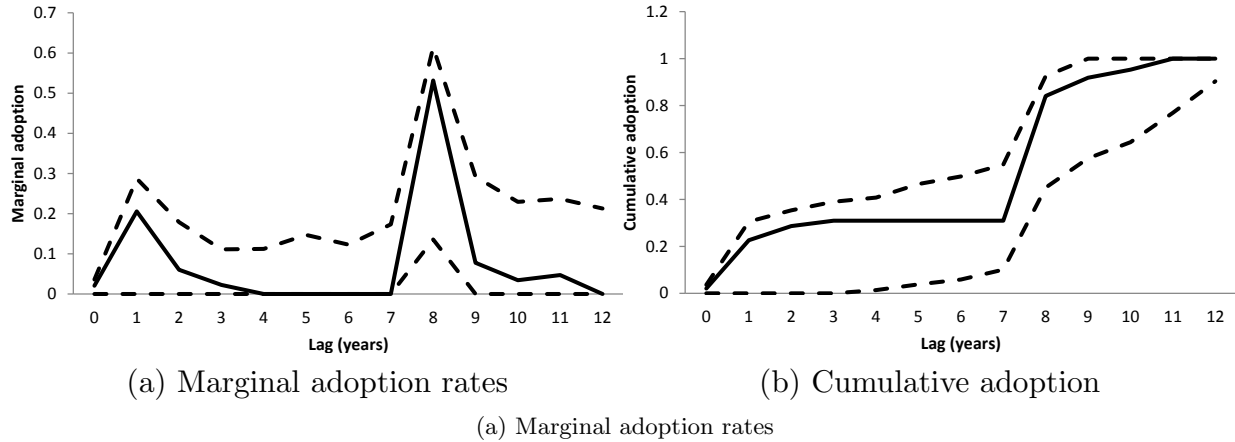 0.7
0.6
0.5
0.4
0.3
0.2
0.1
0
Marginal adoption
0 1 2 3 4 5 6 7 8 9 10 11 12
Lag (years)
(a) Marginal adoption rates
1.2
1
0.8
0.6
0.4
0.2
0
Cumulative adoption
0 1 2 3 4 5 6 7 8 9 10 11 12
Lag (years)
(b) Cumulative adoption
(a) Marginal adoption rates